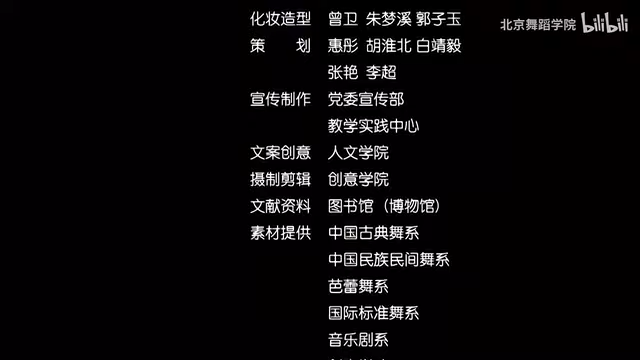 北京舞蹈学院 bilibili
化妆造型 曾卫 朱梦溪 郭子玉
策 划 惠彤 胡淮北 白靖毅
张艳 李超
宣传制作 党委宣传部
教学实践中心
文案创意 人文学院
摄制剪辑 创意学院
文献资料 图书馆（博物馆）
素材提供 中国古典舞系
中国民族民间舞系
芭蕾舞系
国际标准舞系
音乐剧系